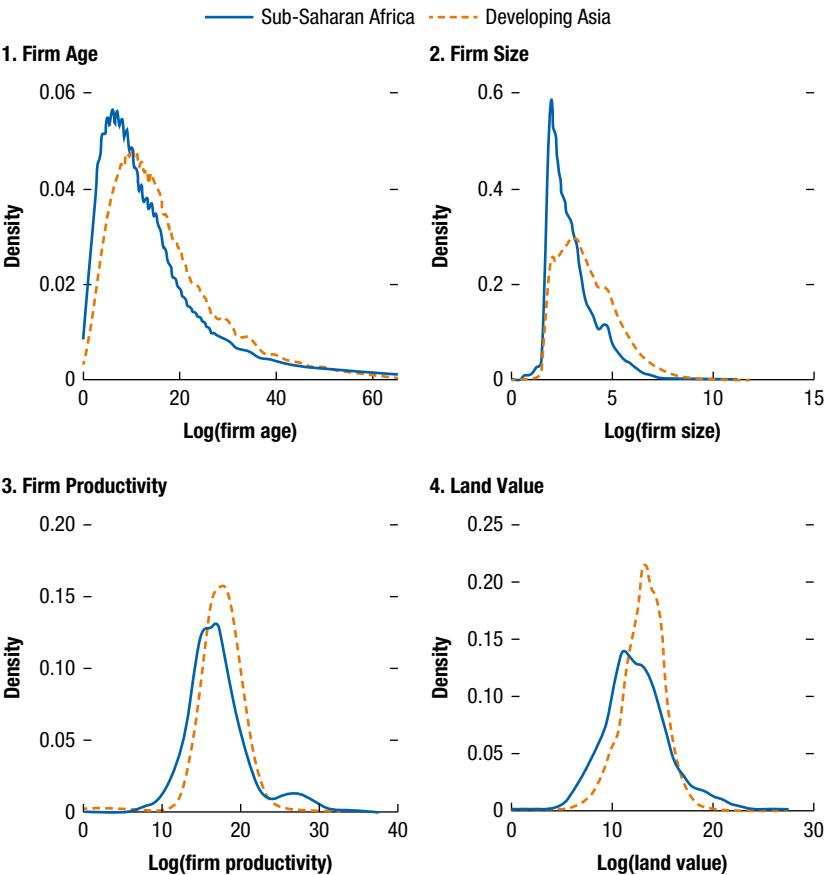 Sub-Saharan Africa Developing Asia
1. Firm Age
0.06
0.04
0.02
0
Density
0 20 40 60
Log(firm age)
2. Firm Size
0.6
0.4
0.2
0
Density
0 5 10 15
Log(firm size)
3. Firm Productivity
0.20
0.15
0.10
0.05
0
Density
0 10 20 30 40
Log(firm productivity)
4. Land Value
0.25
0.20
0.15
0.10
0.05
0
Density
0 10 20 30
Log(land value)